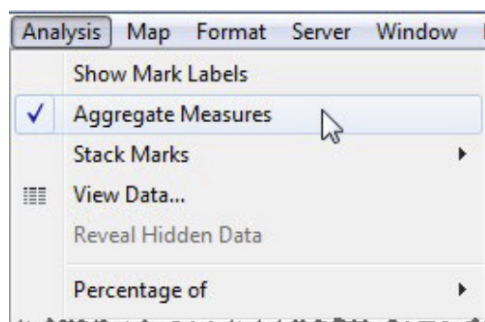 Analysis Map Format Server Window
Show Mark Labels
Aggregate Measures
Stack Marks
View Data...
Reveal Hidden Data
Percentage of